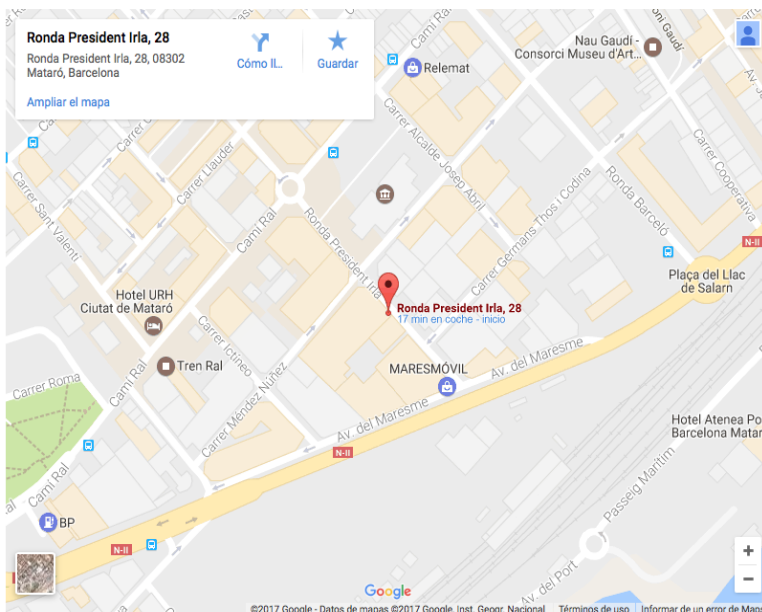 Ronda President Irla, 28
Ronda President Irla, 28, 08302
Mataró, Barcelona
Ampliar el mapa
Cómo ll...
Guardar
Relemat
Nau Gaudí -
Consorci Museu d'Art...
Carrer Alcalde Josep Abril
Carrer Cooperativa
Ronda Barceló
Carrer Llauder
Carrer Sant Valentí
Camí Ral
Ronda President Irla
Carrer Germans Thos i Codina
N-II
Plaça del Llac
de Salarn
Hotel URH
Ciutat de Mataró
Ronda President Irla, 28
17 min en coche - inicio
Carrer Ictíneo
Tren Ral
Camí Ral
Carrer Roma
MARESMÓVIL
Av. del Maresme
Carrer Méndez Núñez
Av. del Maresme
N-II
Hotel Atenea Po
Barcelona Matar
Passeig Marítim
Camí Ral
BP
N-II
N-II
Av. del Port
+
−
Google
©2017 Google - Datos de mapas ©2017 Google, Inst. Geogr. Nacional
Términos de uso
Informar de un error de Maps